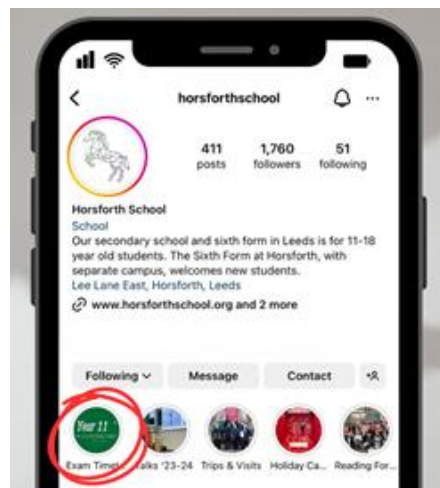 horsforthschool
411 1,760 51
posts followers following
Horsforth School
School
Our secondary school and sixth form in Leeds is for 11-18
year old students. The Sixth Form at Horsforth, with
separate campus, welcomes new students.
Lee Lane East, Horsforth, Leeds
www.horsforthschool.org and 2 more
Following Message Contact
Year 11
Exam Timet... Talks '23-24 Trips & Visits Holiday Ca... Reading For...